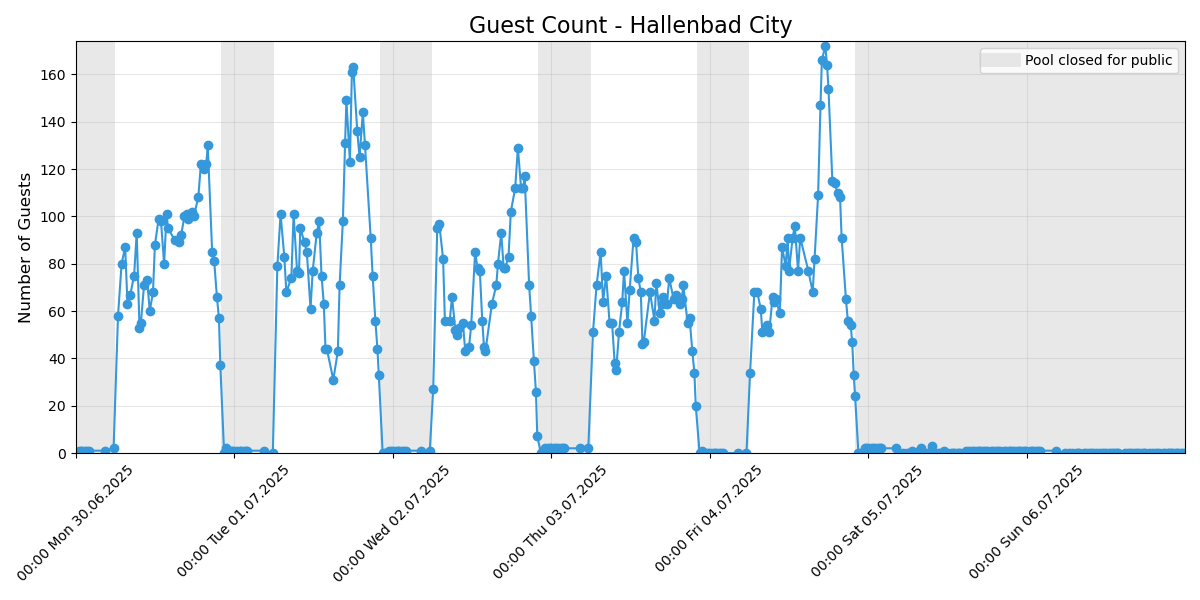 Guest Count - Hallenbad City
Pool closed for public
Number of Guests
160
140
120
100
80
60
40
20
0
00:00 Mon 30.06.2025
00:00 Tue 01.07.2025
00:00 Wed 02.07.2025
00:00 Thu 03.07.2025
00:00 Fri 04.07.2025
00:00 Sat 05.07.2025
00:00 Sun 06.07.2025